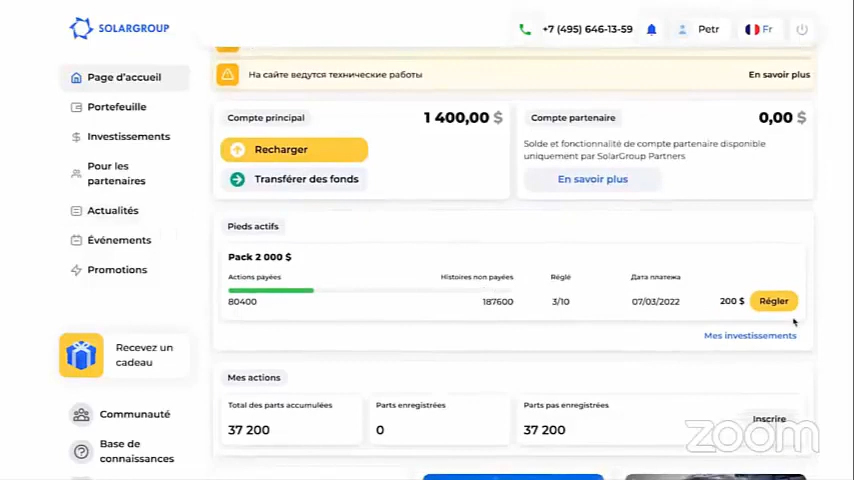 SOLARGROUP
+7 (495) 646-13-59
Petr
Fr
Page d'accueil
Portefeuille
Investissements
Pour les
partenaires
Actualités
Événements
Promotions
Recevez un
cadeau
Communauté
Base de
connaissances
На сайте ведутся технические работы
En savoir plus
Compte principal
1 400,00 $
Recharger
Transférer des fonds
Compte partenaire
0,00 $
Solde et fonctionnalité de compte partenaire disponible
uniquement par SolarGroup Partners
En savoir plus
Pieds actifs
Pack 2 000 $
Actions payées
Histoires non payées
Réglé
Дата платежа
80400
187600
3/10
07/03/2022
200 $
Régler
Mes investissements
Mes actions
Total des parts accumulées
37 200
Parts enregistrées
0
Parts pas enregistrées
37 200
Inscrire
zoom